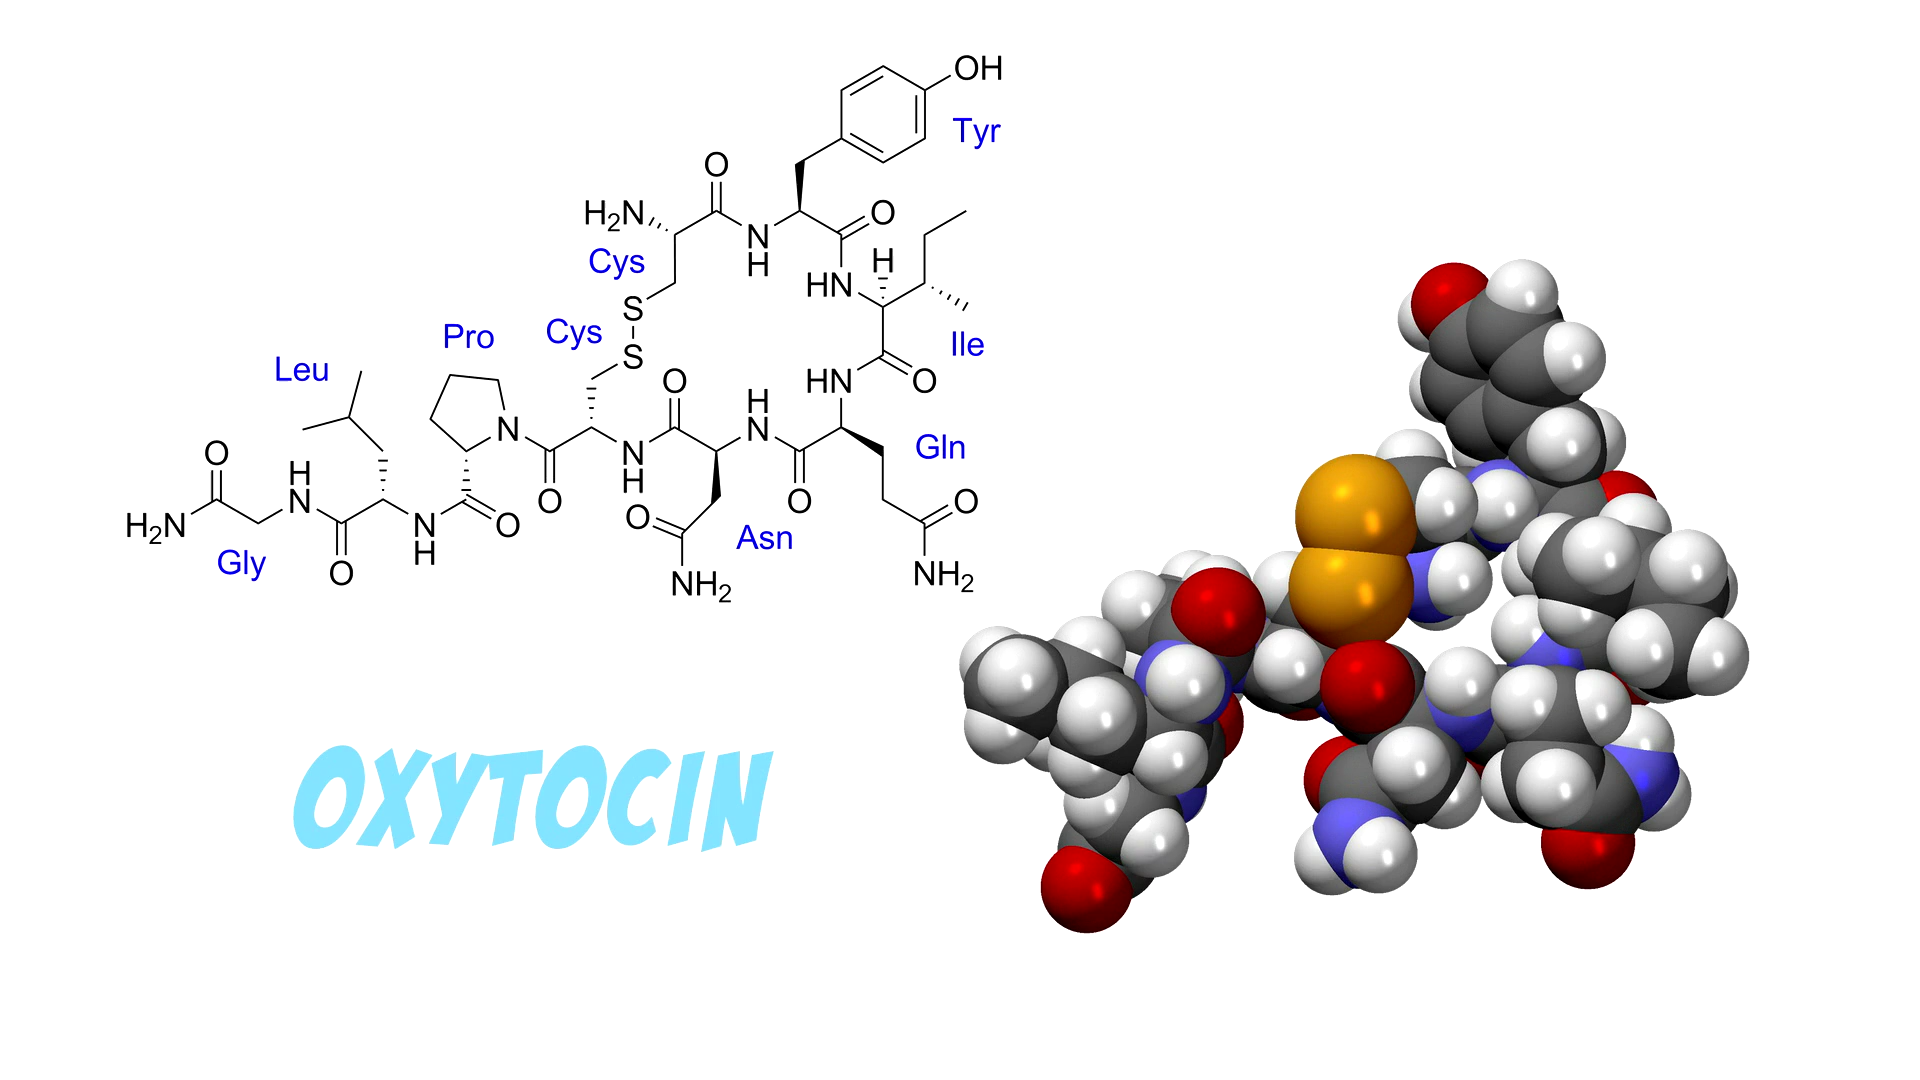 OH
Tyr
O
H₂N
O
N
H
Cys
H
HN
S
Cys
S
Ile
Pro
Leu
O
HN
O
H
N
N
O
N
H
Gln
O
H
N
O
O
O
O
H₂N
N
H
O
Asn
Gly
O
NH₂
NH₂
OXYTOCIN